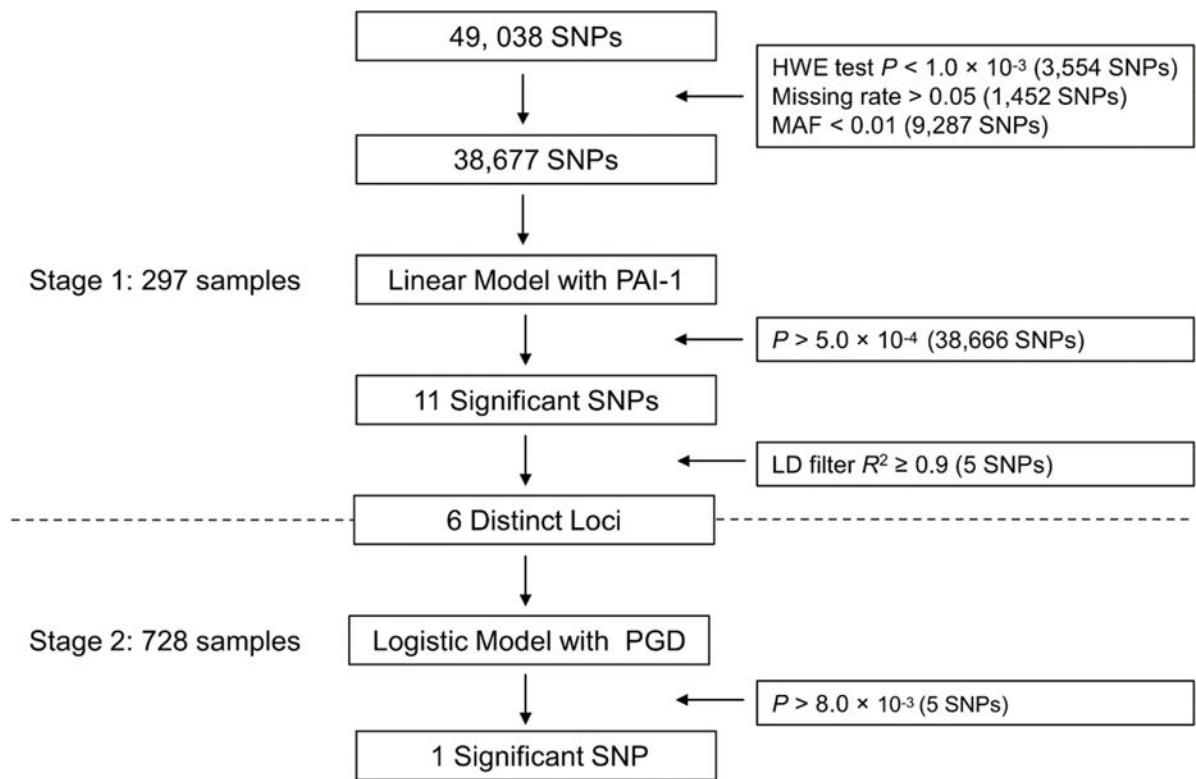 49, 038 SNPs
HWE test P < 1.0 × 10⁻³ (3,554 SNPs)
Missing rate > 0.05 (1,452 SNPs)
MAF < 0.01 (9,287 SNPs)
38,677 SNPs
Stage 1: 297 samples
Linear Model with PAI-1
P > 5.0 × 10⁻⁴ (38,666 SNPs)
11 Significant SNPs
LD filter R² ≥ 0.9 (5 SNPs)
6 Distinct Loci
Stage 2: 728 samples
Logistic Model with PGD
P > 8.0 × 10⁻³ (5 SNPs)
1 Significant SNP